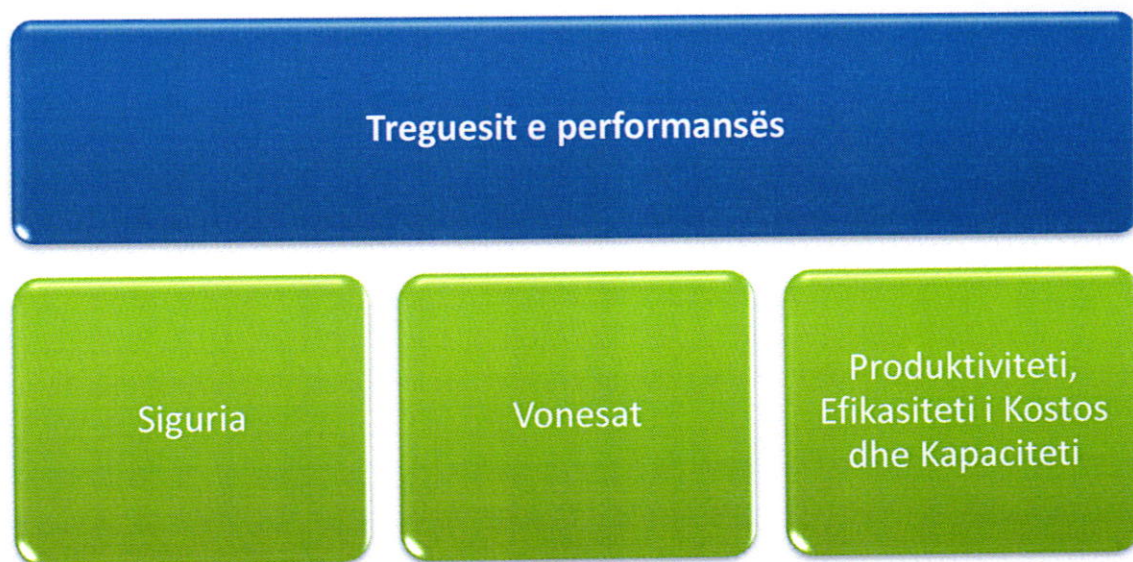 Treguesit e performansës
Siguria
Vonesat
Produktiviteti,
Efikasiteti i Kostos
dhe Kapaciteti